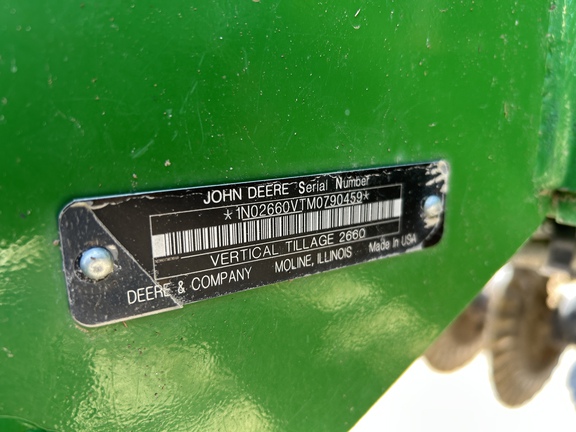 JOHN DEERE Serial Number
*1N02660VTM0790459*
VERTICAL TILLAGE 2660
DEERE & COMPANY MOLINE, ILLINOIS Made in USA